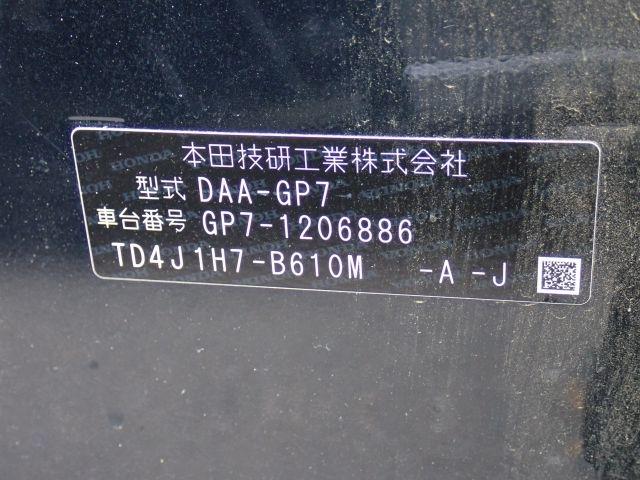 本田技研工業株式会社
型式 DAA-GP7
車台番号 GP7-1206886
TD4J1H7-B610M -A -J